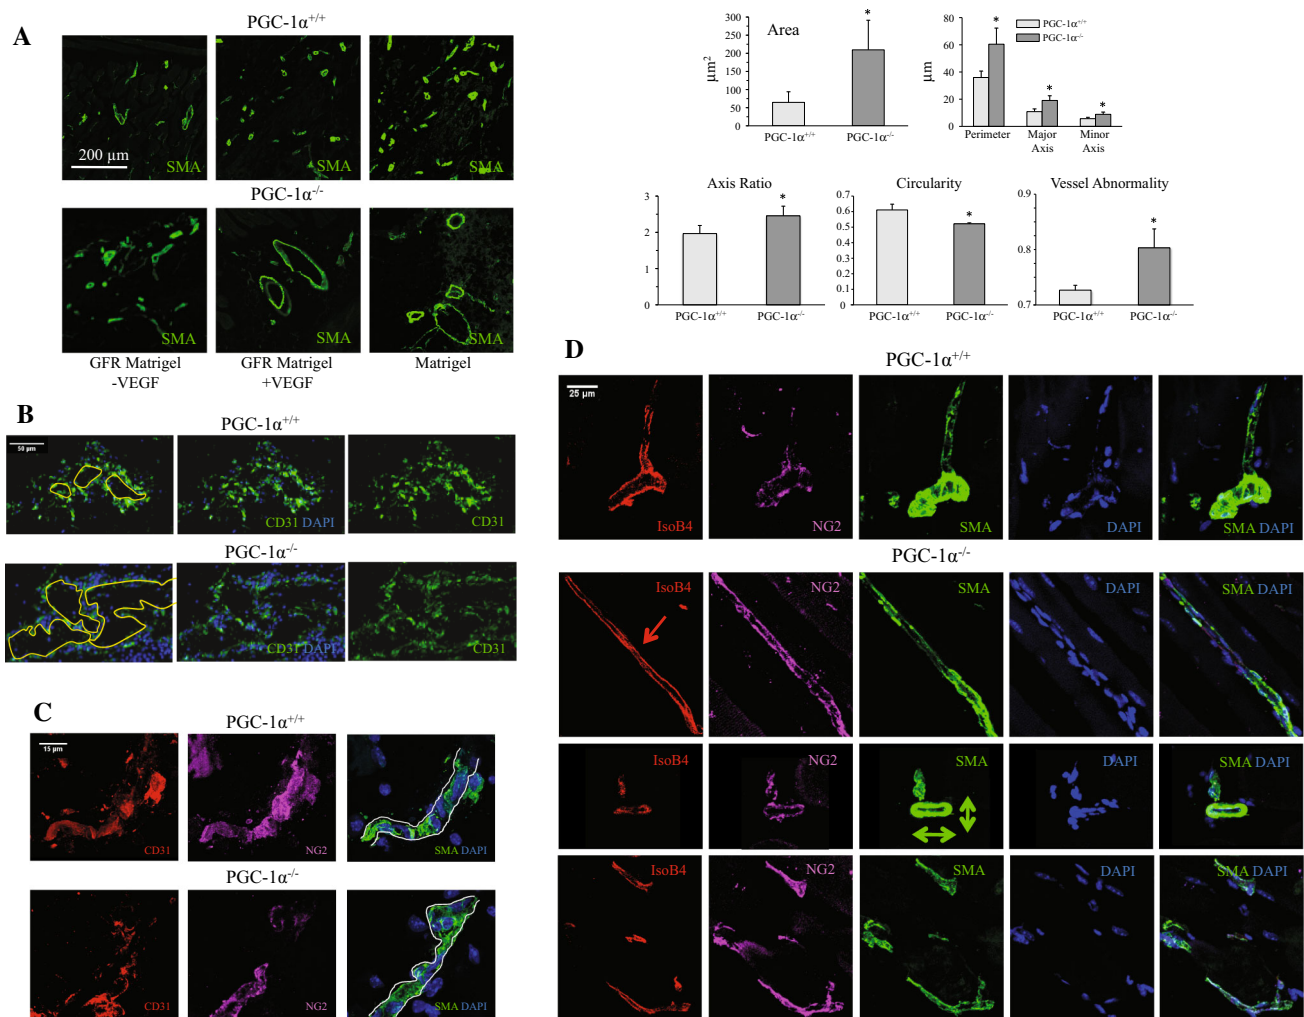 A
PGC-1α+/+
200 µm
SMA
SMA
SMA
PGC-1α-/-
SMA
SMA
SMA
GFR Matrigel
-VEGF
GFR Matrigel
+VEGF
Matrigel
Area
µm2
300
250
200
150
100
50
0
*
PGC-1α+/+
PGC-1α-/-
µm
80
60
40
20
0
PGC-1α+/+
PGC-1α-/-
*
*
*
Perimeter
Major
Axis
Minor
Axis
Axis Ratio
3
2
1
0
*
PGC-1α+/+
PGC-1α-/-
Circularity
0.7
0.6
0.5
0.4
0.3
0.2
0.1
0
*
PGC-1α+/+
PGC-1α-/-
Vessel Abnormality
0.9
0.8
0.7
*
PGC-1α+/+
PGC-1α-/-
B
PGC-1α+/+
50 µm
CD31 DAPI
CD31
PGC-1α-/-
CD31 DAPI
CD31
C
PGC-1α+/+
15 µm
CD31
NG2
SMA DAPI
PGC-1α-/-
CD31
NG2
SMA DAPI
D
PGC-1α+/+
25 µm
IsoB4
NG2
SMA
DAPI
SMA DAPI
PGC-1α-/-
IsoB4
NG2
SMA
DAPI
SMA DAPI
IsoB4
NG2
SMA
DAPI
SMA DAPI
IsoB4
NG2
SMA
DAPI
SMA DAPI